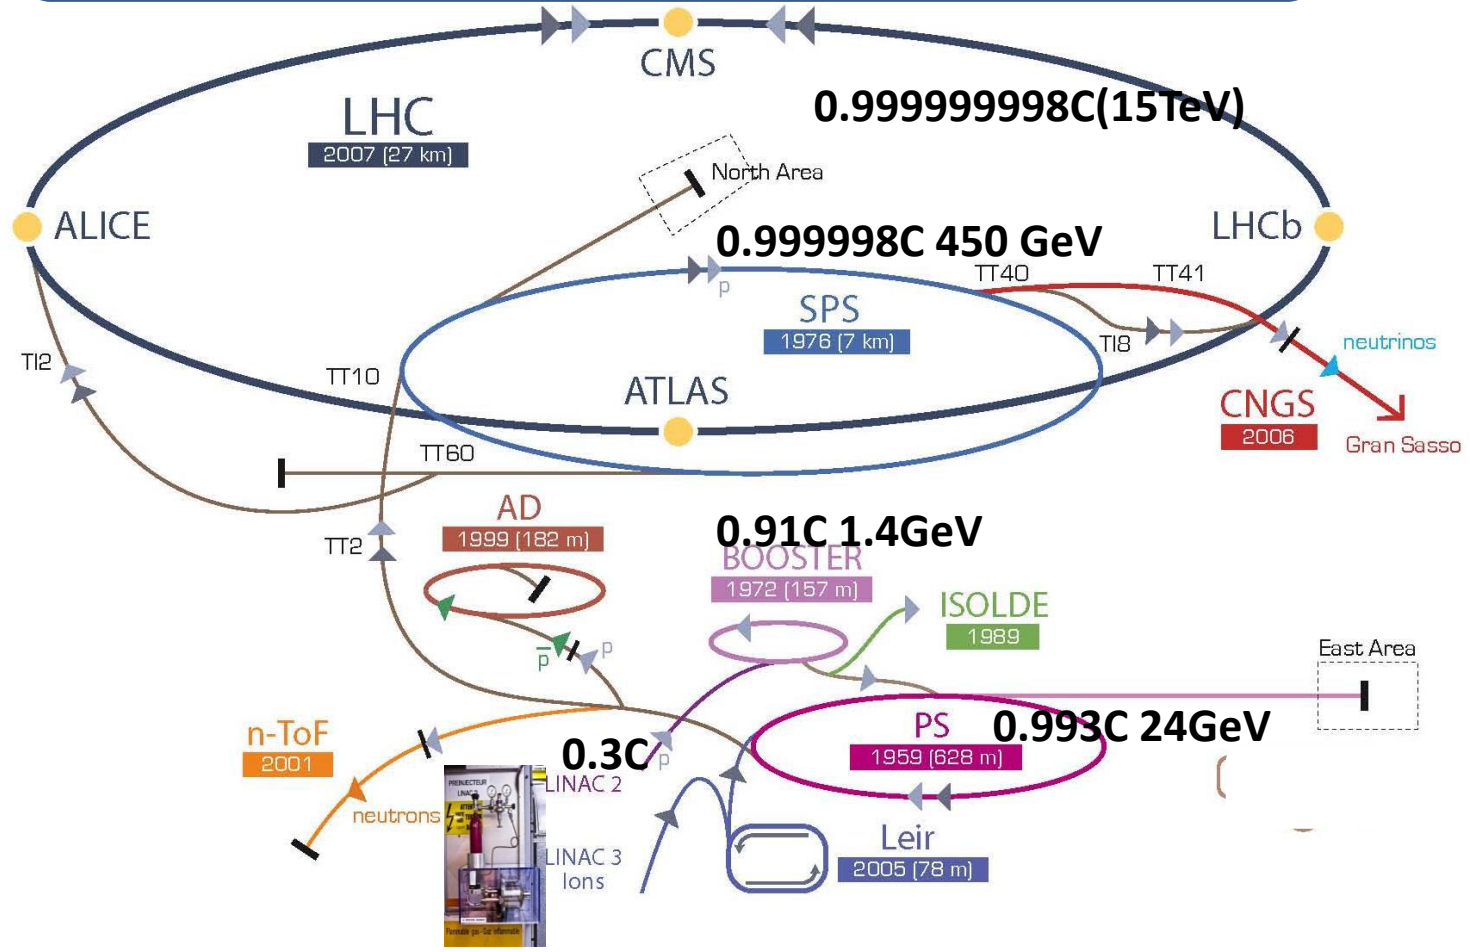 CMS
LHC
2007 (27 km)
0.999999998C(15TeV)
North Area
ALICE
LHCb
0.999998C 450 GeV
TT40
TT41
p
SPS
1976 (7 km)
TI8
neutrinos
TI2
TT10
ATLAS
CNGS
2006
Gran Sasso
TT60
AD
1999 (182 m)
TT2
0.91C 1.4GeV
BOOSTER
1972 (157 m)
ISOLDE
1989
p
p
East Area
n-ToF
2001
0.3C
p
PS
1959 (628 m)
0.993C 24GeV
LINAC 2
neutrons
PREINJECTEUR
LINAC 3
Ions
Leir
2005 (78 m)